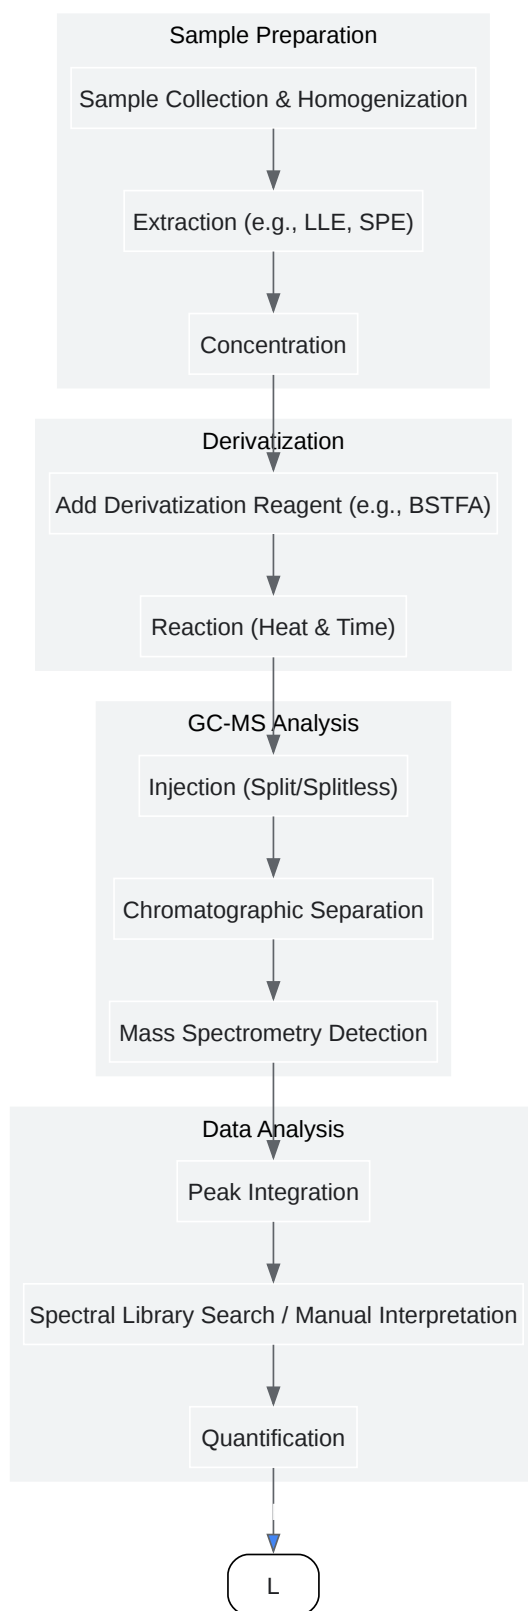 Sample Preparation
Sample Collection & Homogenization
Extraction (e.g., LLE, SPE)
Concentration
Derivatization
Add Derivatization Reagent (e.g., BSTFA)
Reaction (Heat & Time)
GC-MS Analysis
Injection (Split/Splitless)
Chromatographic Separation
Mass Spectrometry Detection
Data Analysis
Peak Integration
Spectral Library Search / Manual Interpretation
Quantification
L